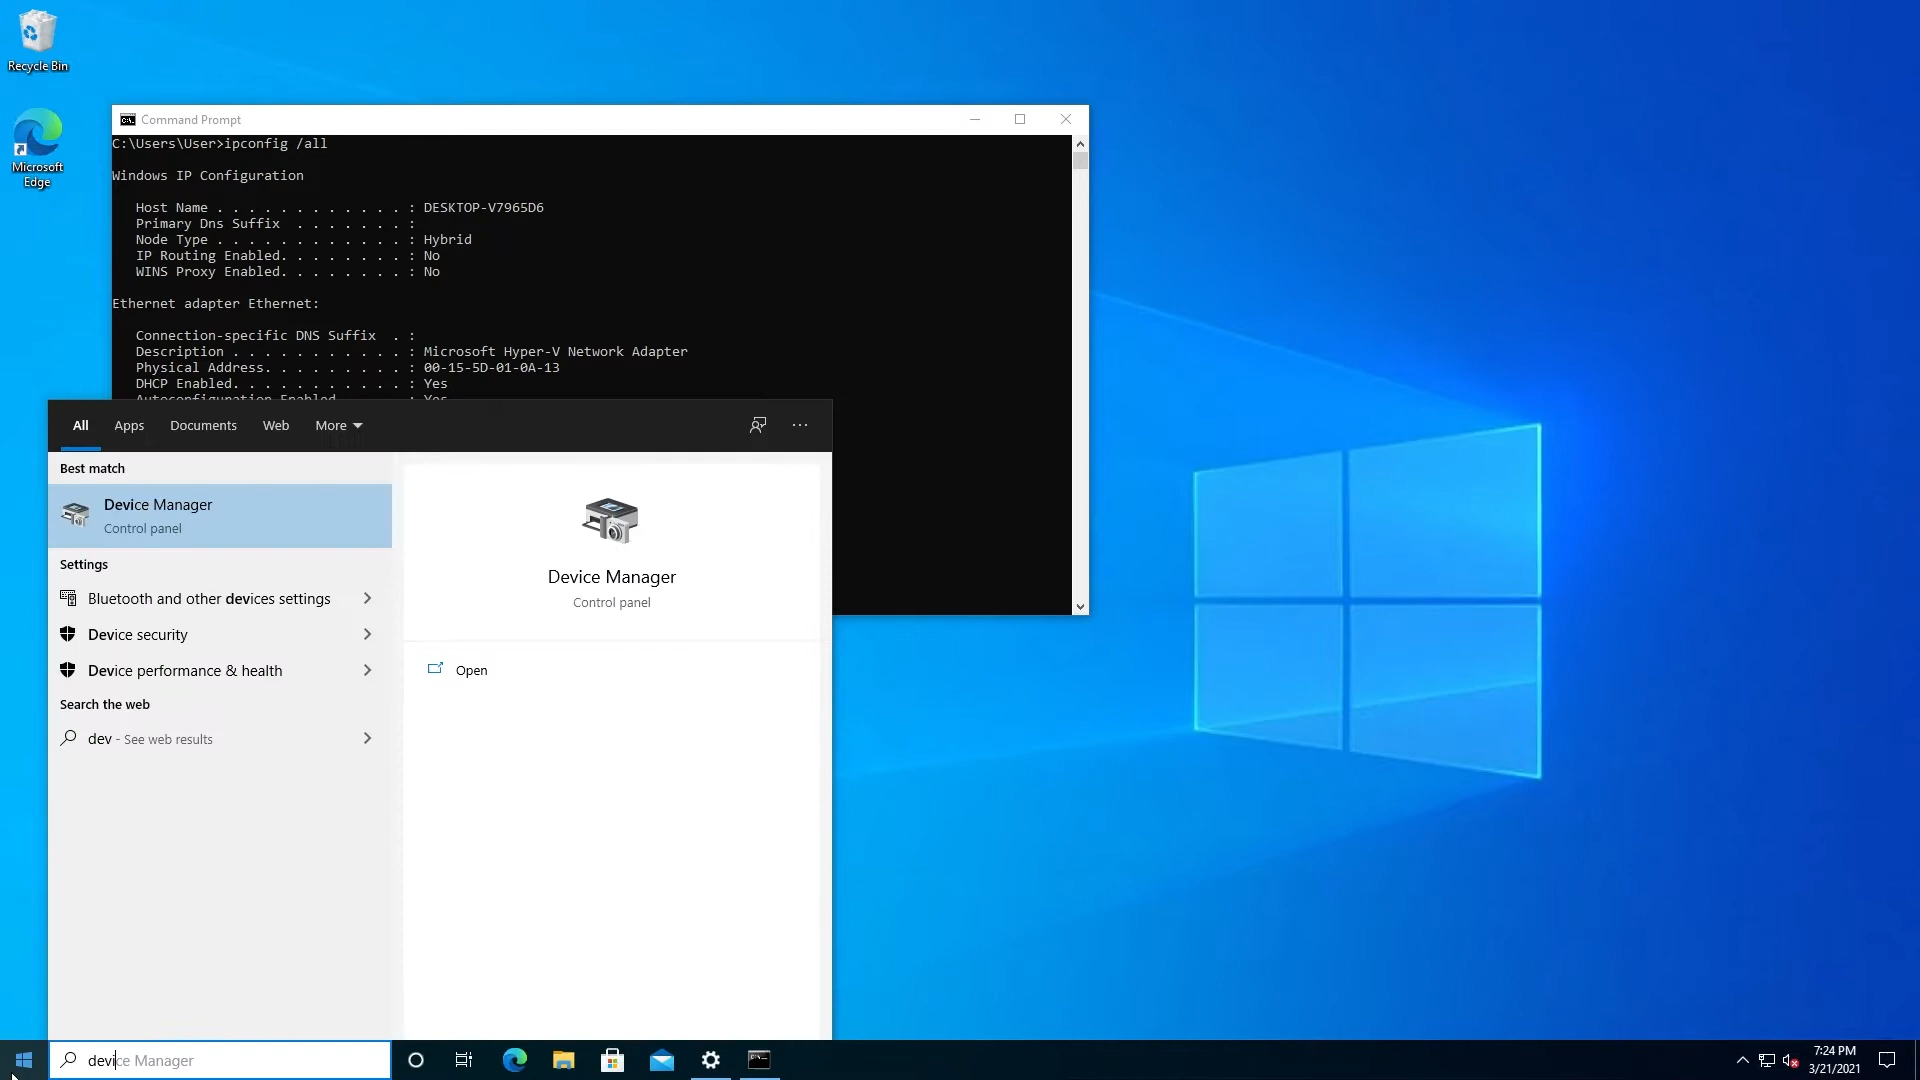 Recycle Bin
Microsoft
Edge
Command Prompt
C:\Users\User>ipconfig /all
Windows IP Configuration
Host Name . . . . . . . . . . . . : DESKTOP-V7965D6
Primary Dns Suffix  . . . . . . . :
Node Type . . . . . . . . . . . . : Hybrid
IP Routing Enabled. . . . . . . . : No
WINS Proxy Enabled. . . . . . . . : No
Ethernet adapter Ethernet:
Connection-specific DNS Suffix  . :
Description . . . . . . . . . . . : Microsoft Hyper-V Network Adapter
Physical Address. . . . . . . . . : 00-15-5D-01-0A-13
DHCP Enabled. . . . . . . . . . . : Yes
Autoconfiguration Enabled . . . . : Yes
All Apps Documents Web More
Best match
Device Manager
Control panel
Settings
Bluetooth and other devices settings
Device security
Device performance & health
Search the web
dev - See web results
Device Manager
Control panel
Open
device Manager
7:24 PM
3/21/2021